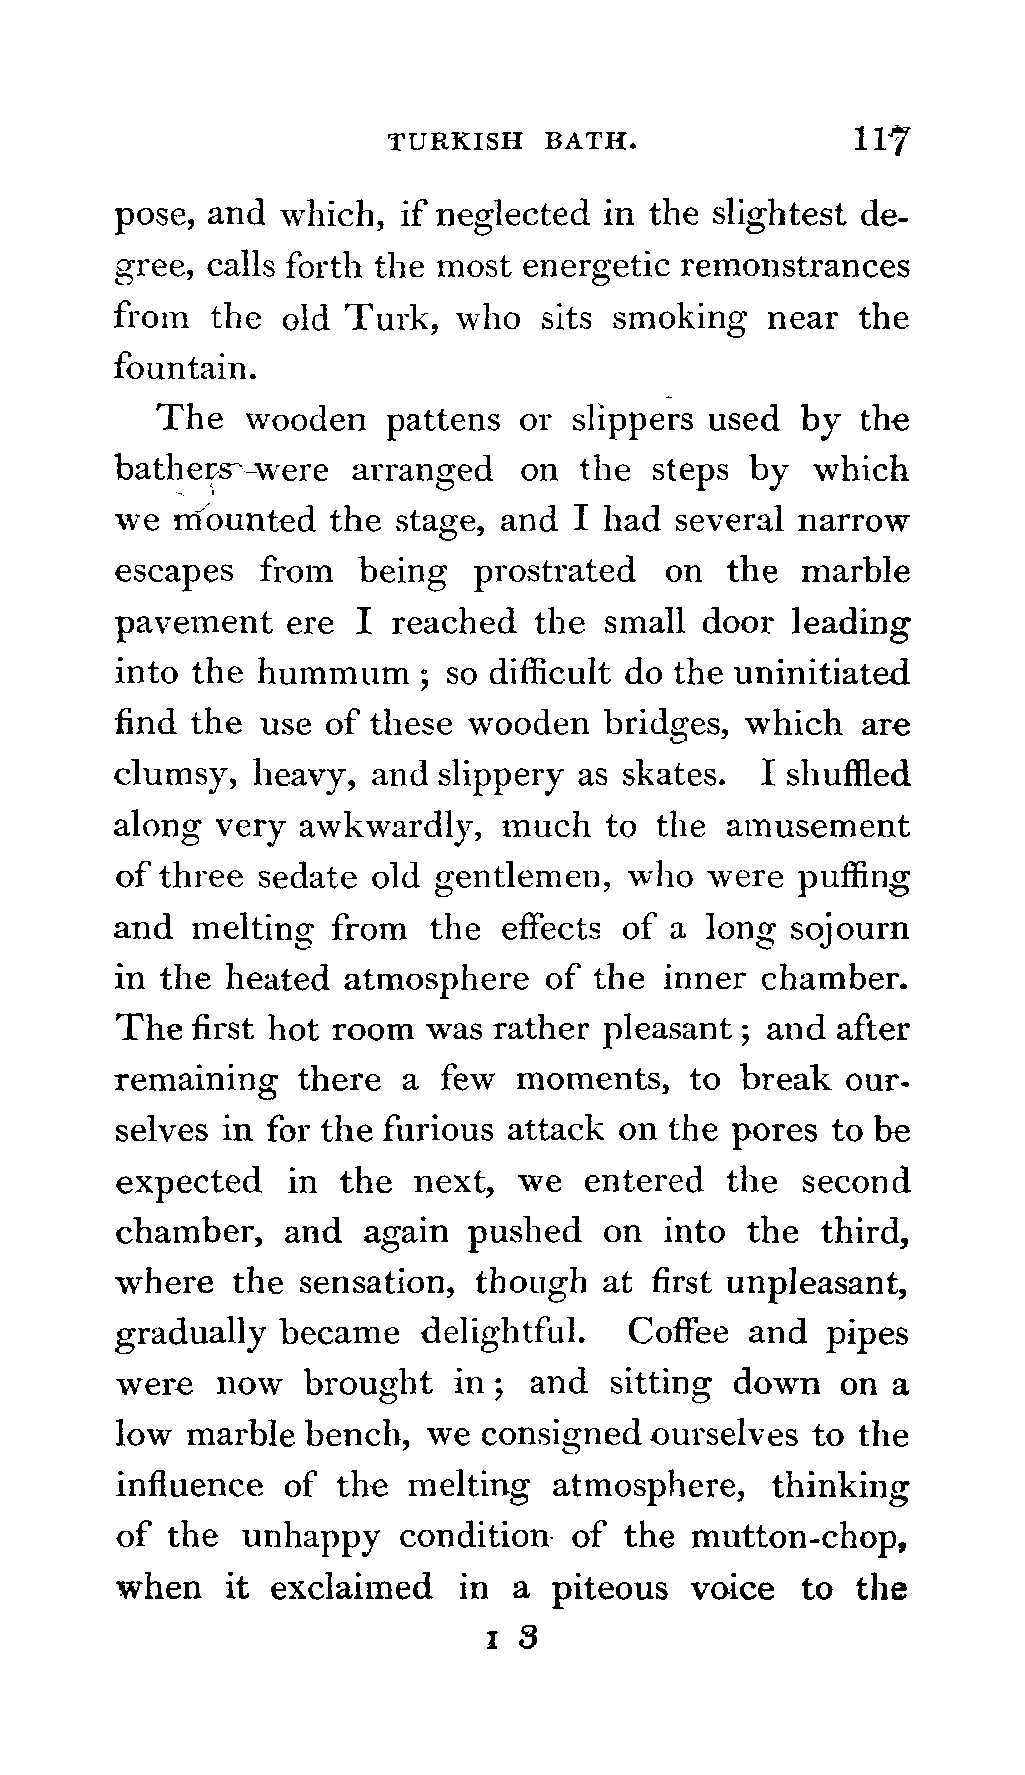 TURKISH BATH. 117
pose, and which, if neglected in the slightest de-
gree, calls forth the most energetic remonstrances
from the old Turk, who sits smoking near the
fountain.
The wooden pattens or slippers used by the
bathers were arranged on the steps by which
we mounted the stage, and I had several narrow
escapes from being prostrated on the marble
pavement ere I reached the small door leading
into the hummum ; so difficult do the uninitiated
find the use of these wooden bridges, which are
clumsy, heavy, and slippery as skates. I shuffled
along very awkwardly, much to the amusement
of three sedate old gentlemen, who were puffing
and melting from the effects of a long sojourn
in the heated atmosphere of the inner chamber.
The first hot room was rather pleasant ; and after
remaining there a few moments, to break our-
selves in for the furious attack on the pores to be
expected in the next, we entered the second
chamber, and again pushed on into the third,
where the sensation, though at first unpleasant,
gradually became delightful. Coffee and pipes
were now brought in ; and sitting down on a
low marble bench, we consigned ourselves to the
influence of the melting atmosphere, thinking
of the unhappy condition of the mutton-chop,
when it exclaimed in a piteous voice to the
I 3